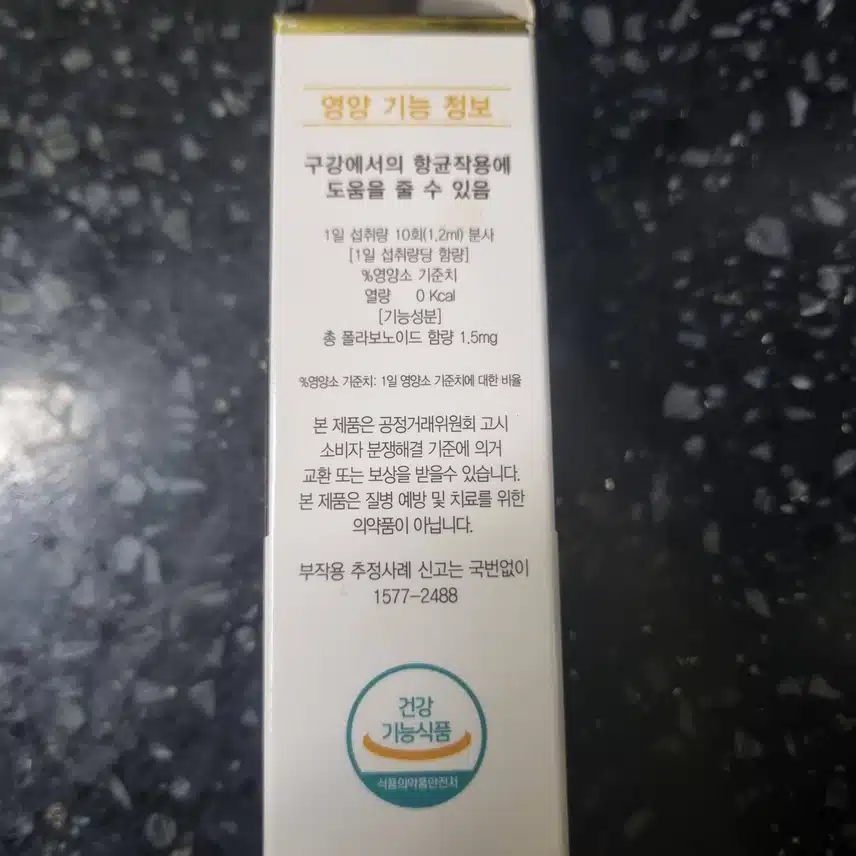 영양 기능 정보
구강에서의 항균작용에
도움을 줄 수 있음
1일 섭취량 10회(1.2ml) 분사
[1일 섭취량당 함량]
%영양소 기준치
열량 0 Kcal
[기능성분]
총 폴라보노이드 함량 1.5mg
%영양소 기준치: 1일 영양소 기준치에 대한 비율
본 제품은 공정거래위원회 고시
소비자 분쟁해결 기준에 의거
교환 또는 보상을 받을수 있습니다.
본 제품은 질병 예방 및 치료를 위한
의약품이 아닙니다.
부작용 추정사례 신고는 국번없이
1577-2488
건강
기능식품
식품의약품안전처